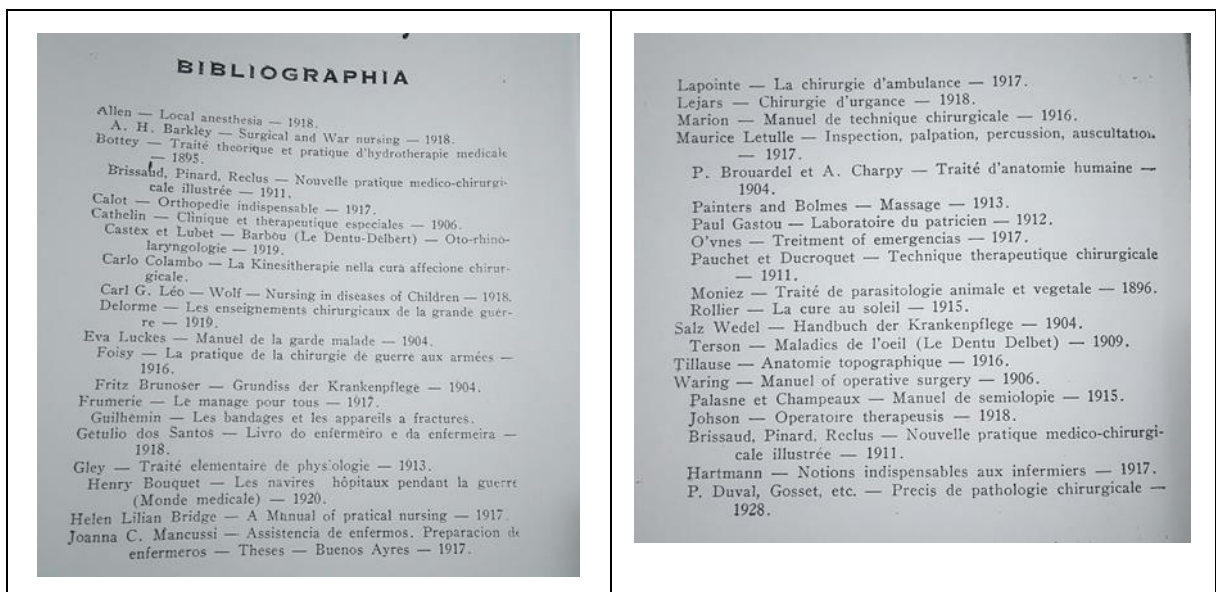 BIBLIOGRAPHIA
Allen — Local anesthesia — 1918.
A. H. Barkley — Surgical and War nursing — 1918.
Bottey — Traité theorique et pratique d'hydrotherapie medicale
— 1895.
Brissaud, Pinard, Reclus — Nouvelle pratique medico-chirurgi-
cale illustrée — 1911.
Calot — Orthopedie indispensable — 1917.
Cathelin — Clinique et therapeutique especiales — 1906.
Castex et Lubet — Barbou (Le Dentu-Delbert) — Oto-rhino-
laryngologie — 1919.
Carlo Colambo — La Kinesitherapie nella cura affecione chirur-
gicale.
Carl G. Léo — Wolf — Nursing in diseases of Children — 1918.
Delorme — Les enseignements chirurgicaux de la grande guer-
re — 1919.
Eva Luckes — Manuel de la garde malade — 1904.
Foisy — La pratique de la chirurgie de guerre aux armées —
1916.
Fritz Brunoser — Grundiss der Krankenpflege — 1904.
Frumerie — Le manage pour tous — 1917.
Guilhemin — Les bandages et les appareils a fractures.
Getulio dos Santos — Livro do enfermeiro e da enfermeira —
1918.
Gley — Traité elementaire de physiologie — 1913.
Henry Bouquet — Les navires hôpitaux pendant la guerre
(Monde medicale) — 1920.
Helen Lilian Bridge — A Manual of pratical nursing — 1917.
Joanna C. Mancussi — Assistencia de enfermos. Preparacion de
enfermeros — Theses — Buenos Ayres — 1917.
Lapointe — La chirurgie d'ambulance — 1917.
Lejars — Chirurgie d'urgance — 1918.
Marion — Manuel de technique chirurgicale — 1916.
Maurice Letulle — Inspection, palpation, percussion, auscultation.
— 1917.
P. Brouardel et A. Charpy — Traité d'anatomie humaine —
1904.
Painters and Bolmes — Massage — 1913.
Paul Gastou — Laboratoire du patricien — 1912.
O'vnes — Treitment of emergencias — 1917.
Pauchet et Ducroquet — Technique therapeutique chirurgicale
— 1911.
Moniez — Traité de parasitologie animale et vegetale — 1896.
Rollier — La cure au soleil — 1915.
Salz Wedel — Handbuch der Krankenpflege — 1904.
Terson — Maladics de l'oeil (Le Dentu Delbet) — 1909.
Tillause — Anatomie topographique — 1916.
Waring — Manuel of operative surgery — 1906.
Palasne et Champeaux — Manuel de semiolopie — 1915.
Johson — Operatoire therapeusis — 1918.
Brissaud, Pinard, Reclus — Nouvelle pratique medico-chirurgi-
cale illustrée — 1911.
Hartmann — Notions indispensables aux infermiers — 1917.
P. Duval, Gosset, etc. — Precis de pathologie chirurgicale —
1928.